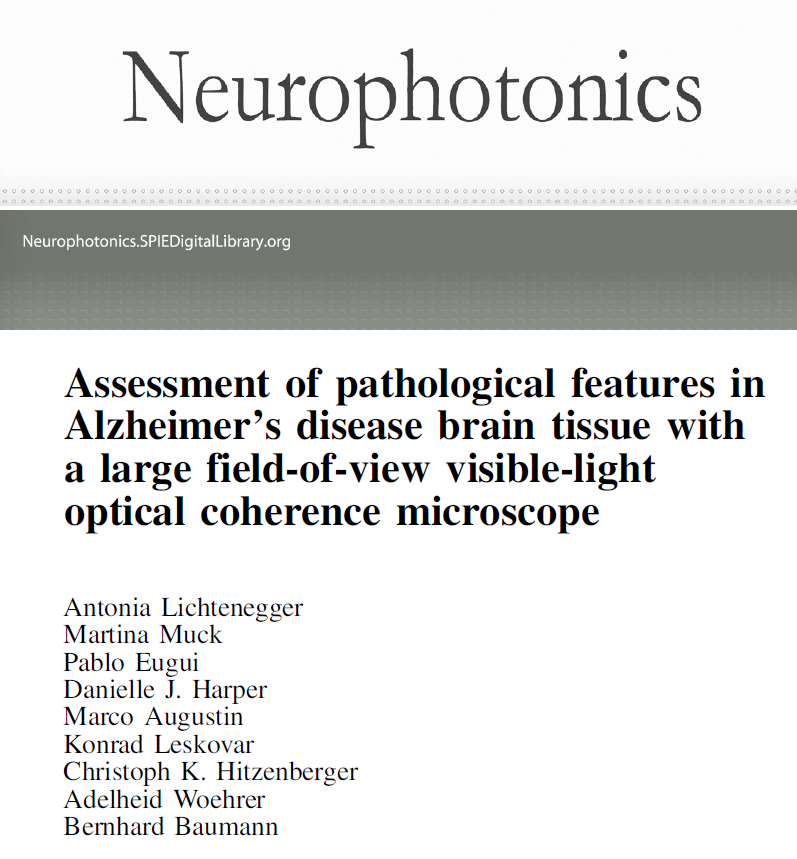 Neurophotonics
Neurophotonics.SPIEDigitalLibrary.org
Assessment of pathological features in
Alzheimer’s disease brain tissue with
a large field-of-view visible-light
optical coherence microscope
Antonia Lichtenegger
Martina Muck
Pablo Eugui
Danielle J. Harper
Marco Augustin
Konrad Leskovar
Christoph K. Hitzenberger
Adelheid Woehrer
Bernhard Baumann